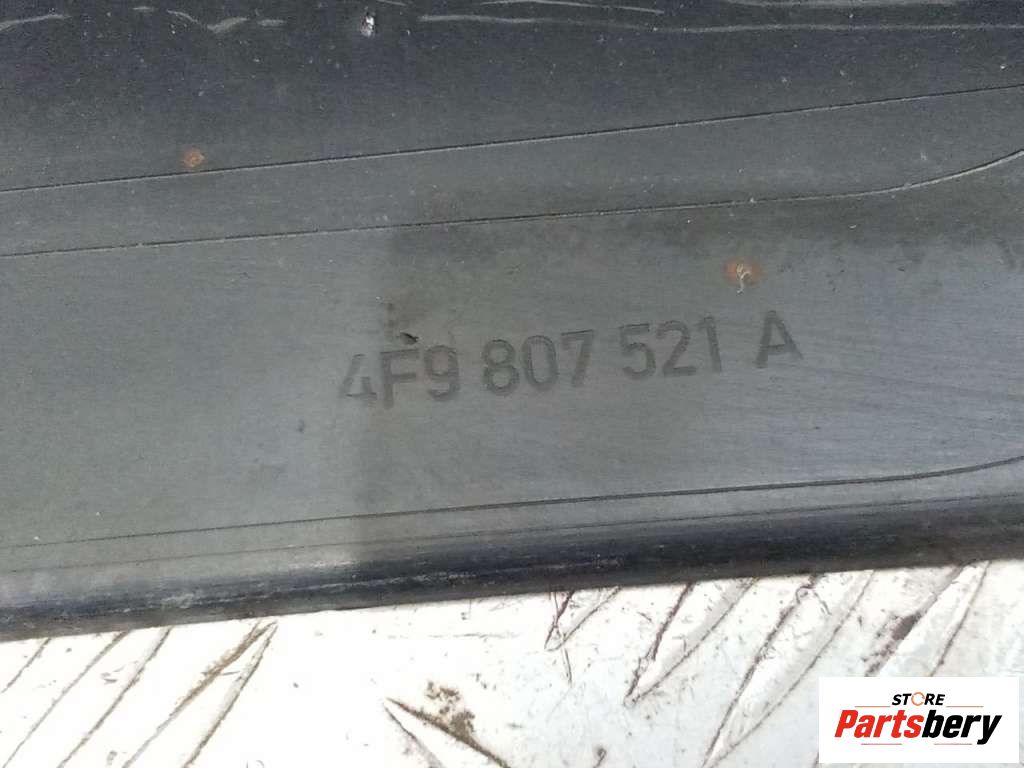 4F9 807 521 A
STORE
Partsbery